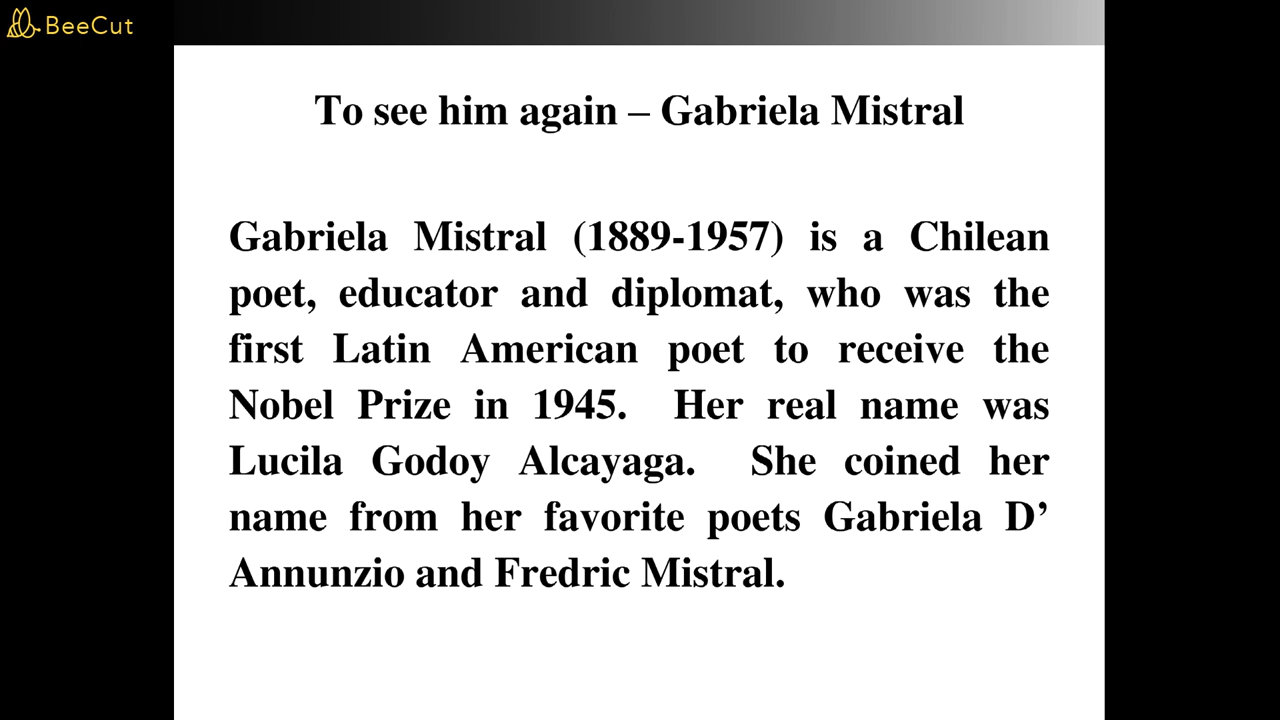 BeeCut
To see him again – Gabriela Mistral
Gabriela Mistral (1889-1957) is a Chilean
poet, educator and diplomat, who was the
first Latin American poet to receive the
Nobel Prize in 1945. Her real name was
Lucila Godoy Alcayaga. She coined her
name from her favorite poets Gabriela D’
Annunzio and Fredric Mistral.